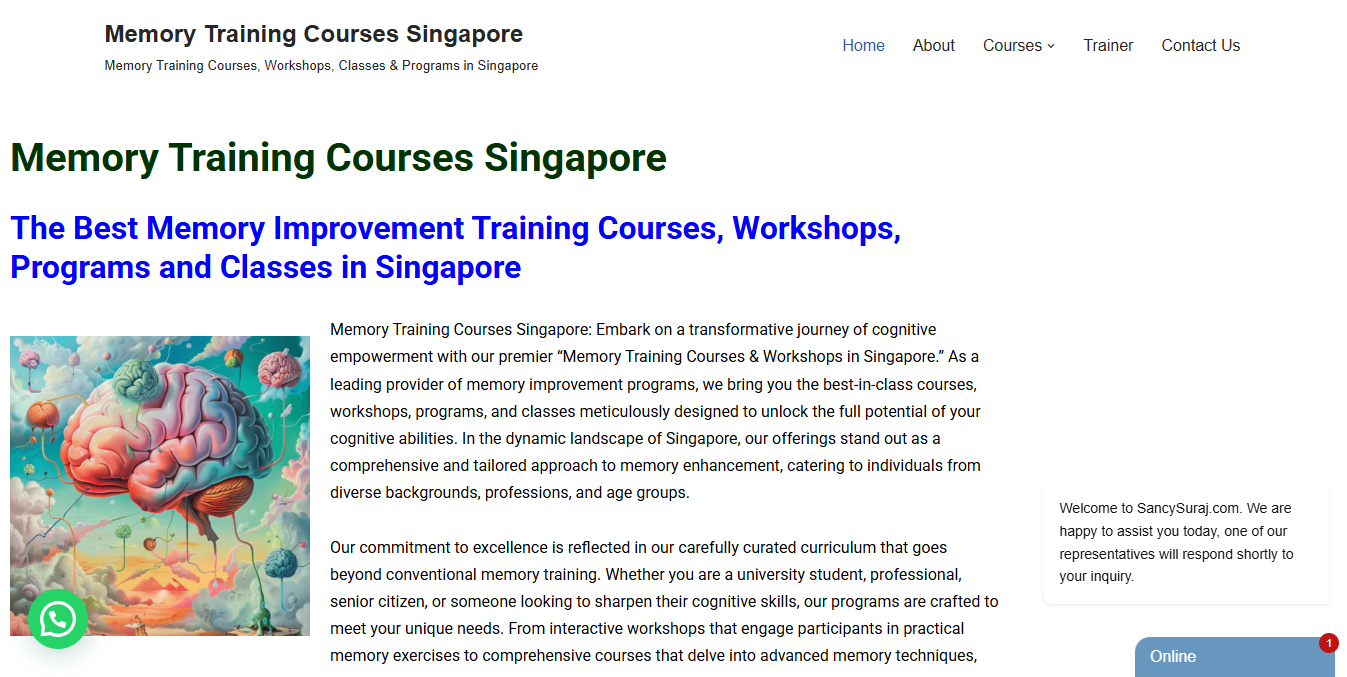 Memory Training Courses Singapore
Memory Training Courses, Workshops, Classes & Programs in Singapore
Home About Courses Trainer Contact Us
Memory Training Courses Singapore
The Best Memory Improvement Training Courses, Workshops,
Programs and Classes in Singapore
Memory Training Courses Singapore: Embark on a transformative journey of cognitive
empowerment with our premier “Memory Training Courses & Workshops in Singapore.” As a
leading provider of memory improvement programs, we bring you the best-in-class courses,
workshops, programs, and classes meticulously designed to unlock the full potential of your
cognitive abilities. In the dynamic landscape of Singapore, our offerings stand out as a
comprehensive and tailored approach to memory enhancement, catering to individuals from
diverse backgrounds, professions, and age groups.
Our commitment to excellence is reflected in our carefully curated curriculum that goes
beyond conventional memory training. Whether you are a university student, professional,
senior citizen, or someone looking to sharpen their cognitive skills, our programs are crafted to
meet your unique needs. From interactive workshops that engage participants in practical
memory exercises to comprehensive courses that delve into advanced memory techniques,
Welcome to SancySuraj.com. We are
happy to assist you today, one of our
representatives will respond shortly to
your inquiry.
1
Online